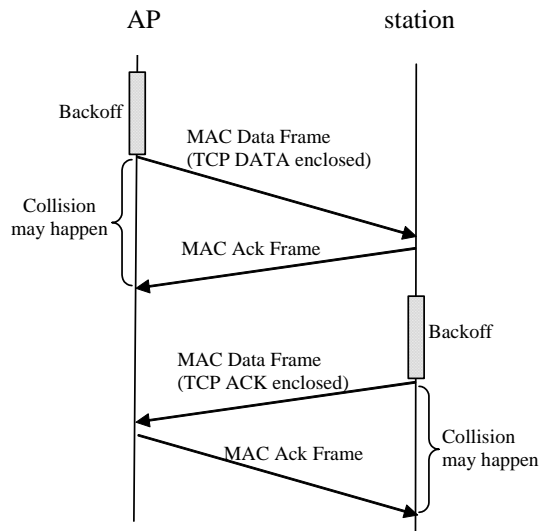 AP
station
Backoff
MAC Data Frame
(TCP DATA enclosed)
Collision
may happen
MAC Ack Frame
Backoff
MAC Data Frame
(TCP ACK enclosed)
MAC Ack Frame
Collision
may happen